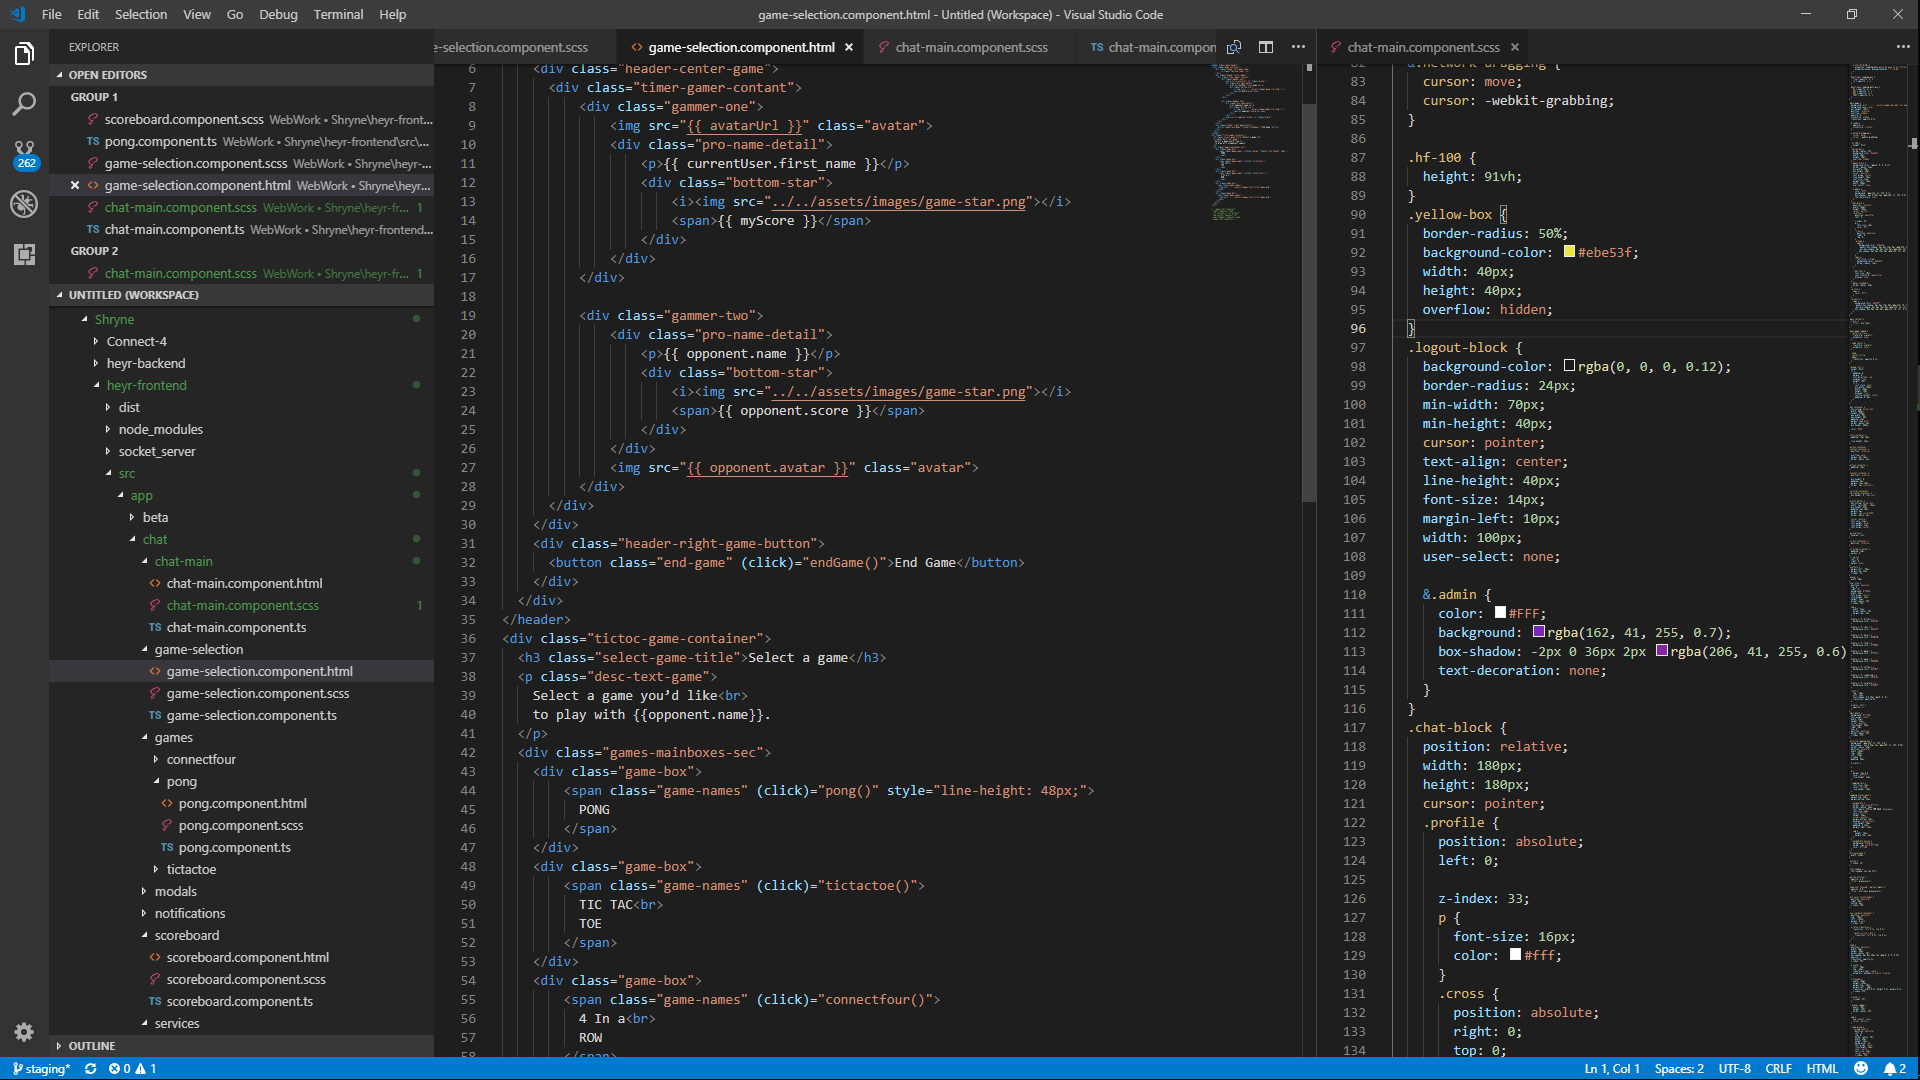 File Edit Selection View Go Debug Terminal Help
game-selection.component.html - Untitled (Workspace) - Visual Studio Code
EXPLORER
OPEN EDITORS
GROUP 1
scoreboard.component.scss WebWork • Shryne\heyr-front...
pong.component.ts WebWork • Shryne\heyr-frontend\src\...
game-selection.component.scss WebWork • Shryne\heyr-...
game-selection.component.html WebWork • Shryne\heyr...
chat-main.component.scss WebWork • Shryne\heyr-fr... 1
chat-main.component.ts WebWork • Shryne\heyr-frontend...
GROUP 2
chat-main.component.scss WebWork • Shryne\heyr-fr... 1
UNTITLED (WORKSPACE)
Shryne
Connect-4
heyr-backend
heyr-frontend
dist
node_modules
socket_server
src
app
beta
chat
chat-main
chat-main.component.html
chat-main.component.scss 1
chat-main.component.ts
game-selection
game-selection.component.html
game-selection.component.scss
game-selection.component.ts
games
connectfour
pong
pong.component.html
pong.component.scss
pong.component.ts
tictactoe
modals
notifications
scoreboard
scoreboard.component.html
scoreboard.component.scss
scoreboard.component.ts
services
OUTLINE
262
e-selection.component.scss
game-selection.component.html
chat-main.component.scss
TS chat-main.compon
6 <div class="header-center-game">
7 <div class="timer-gamer-contant">
8 <div class="gammer-one">
9 <img src="{{ avatarUrl }}" class="avatar">
10 <div class="pro-name-detail">
11 <p>{{ currentUser.first_name }}</p>
12 <div class="bottom-star">
13 <i><img src="../../assets/images/game-star.png"></i>
14 <span>{{ myScore }}</span>
15 </div>
16 </div>
17 </div>
18
19 <div class="gammer-two">
20 <div class="pro-name-detail">
21 <p>{{ opponent.name }}</p>
22 <div class="bottom-star">
23 <i><img src="../../assets/images/game-star.png"></i>
24 <span>{{ opponent.score }}</span>
25 </div>
26 </div>
27 <img src="{{ opponent.avatar }}" class="avatar">
28 </div>
29 </div>
30 </div>
31 <div class="header-right-game-button">
32 <button class="end-game" (click)="endGame()">End Game</button>
33 </div>
34 </div>
35 </header>
36 <div class="tictoc-game-container">
37 <h3 class="select-game-title">Select a game</h3>
38 <p class="desc-text-game">
39 Select a game you’d like<br>
40 to play with {{opponent.name}}.
41 </p>
42 <div class="games-mainboxes-sec">
43 <div class="game-box">
44 <span class="game-names" (click)="pong()" style="line-height: 48px;">
45 PONG
46 </span>
47 </div>
48 <div class="game-box">
49 <span class="game-names" (click)="tictactoe()">
50 TIC TAC<br>
51 TOE
52 </span>
53 </div>
54 <div class="game-box">
55 <span class="game-names" (click)="connectfour()">
56 4 In a<br>
57 ROW
58 </span>
chat-main.component.scss
82 &.network-dragging {
83 cursor: move;
84 cursor: -webkit-grabbing;
85 }
86
87 .hf-100 {
88 height: 91vh;
89 }
90 .yellow-box {
91 border-radius: 50%;
92 background-color: #ebe53f;
93 width: 40px;
94 height: 40px;
95 overflow: hidden;
96 }
97 .logout-block {
98 background-color: rgba(0, 0, 0, 0.12);
99 border-radius: 24px;
100 min-width: 70px;
101 min-height: 40px;
102 cursor: pointer;
103 text-align: center;
104 line-height: 40px;
105 font-size: 14px;
106 margin-left: 10px;
107 width: 100px;
108 user-select: none;
109
110 &.admin {
111 color: #FFF;
112 background: rgba(162, 41, 255, 0.7);
113 box-shadow: -2px 0 36px 2px rgba(206, 41, 255, 0.6)
114 text-decoration: none;
115 }
116 }
117 .chat-block {
118 position: relative;
119 width: 180px;
120 height: 180px;
121 cursor: pointer;
122 .profile {
123 position: absolute;
124 left: 0;
125
126 z-index: 33;
127 p {
128 font-size: 16px;
129 color: #fff;
130 }
131 .cross {
132 position: absolute;
133 right: 0;
134 top: 0;
staging* 0 1
Ln 1, Col 1 Spaces: 2 UTF-8 CRLF HTML 2